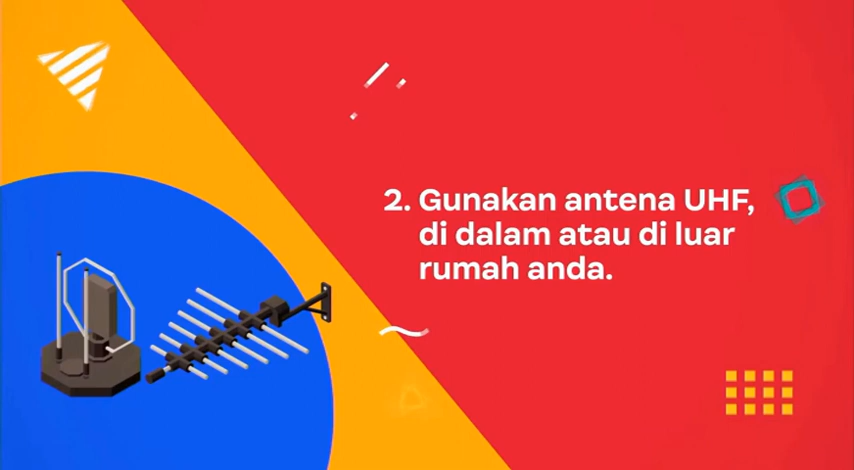 2. Gunakan antena UHF,
di dalam atau di luar
rumah anda.